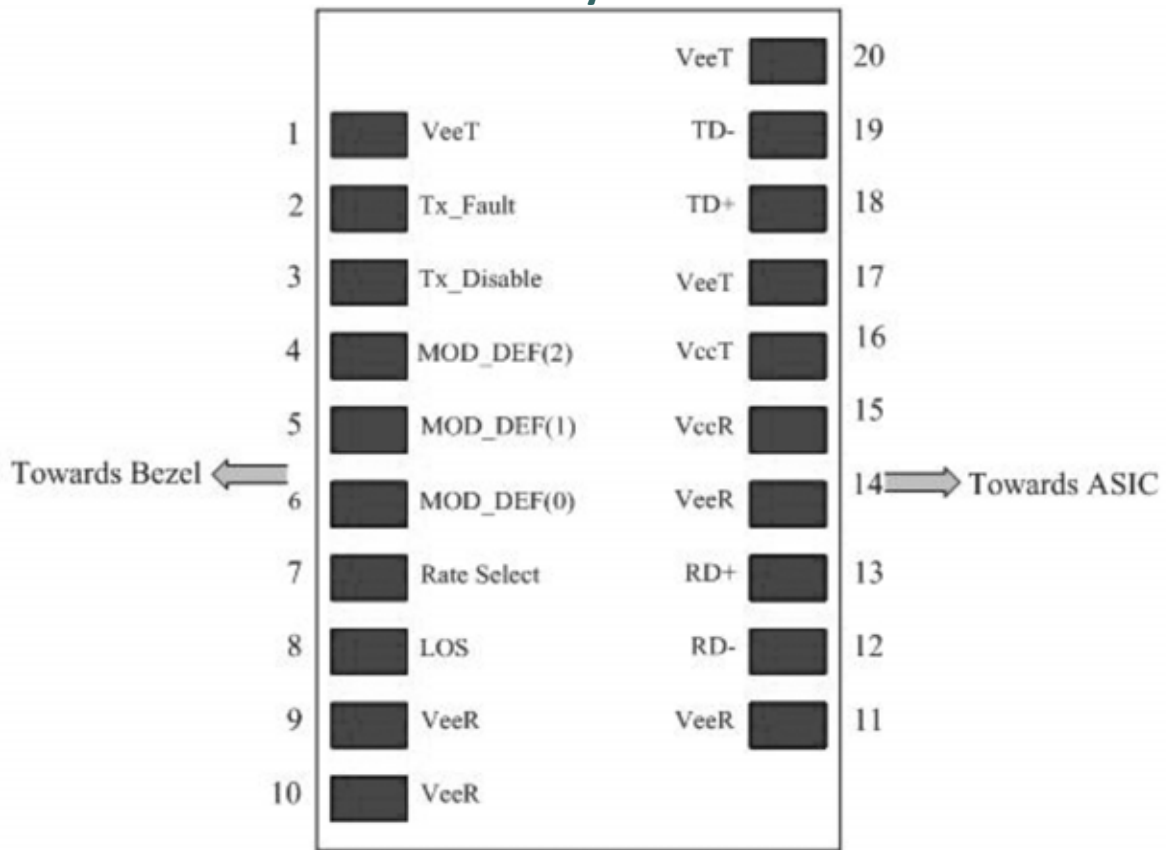 VeeT 20
1 VeeT TD- 19
2 Tx_Fault TD+ 18
3 Tx_Disable VeeT 17
4 MOD_DEF(2) VccT 16
5 MOD_DEF(1) VccR 15
Towards Bezel
6 MOD_DEF(0) VeeR 14 Towards ASIC
7 Rate Select RD+ 13
8 LOS RD- 12
9 VeeR VeeR 11
10 VeeR